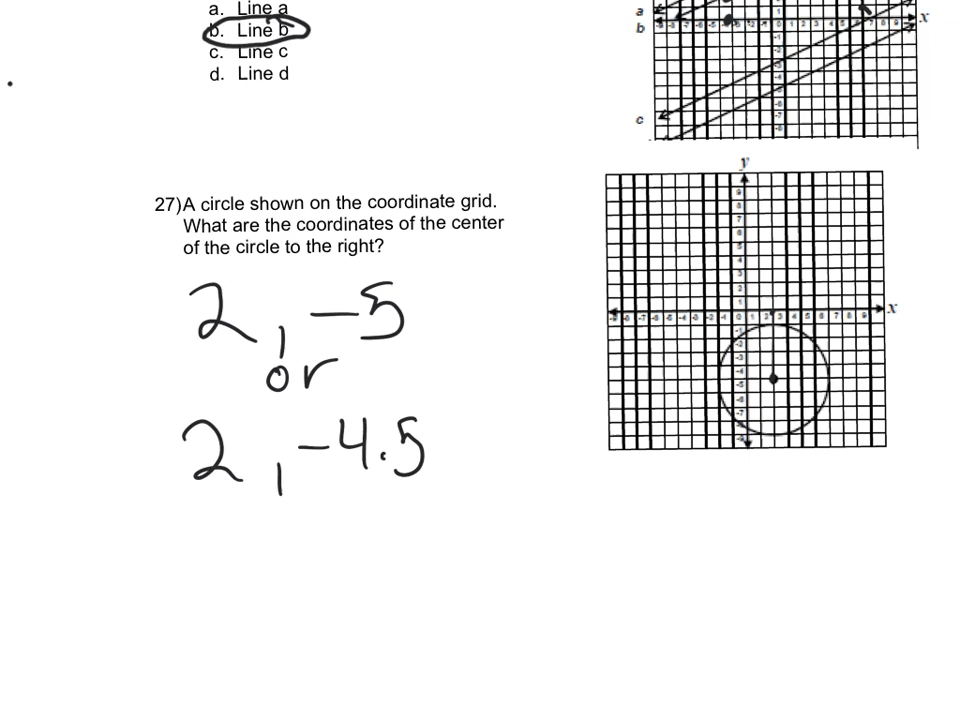 a. Line a
b. Line b
c. Line c
d. Line d
a
b
c
x
27)A circle shown on the coordinate grid.
What are the coordinates of the center
of the circle to the right?
2, -5
or
2, -4.5
y
x